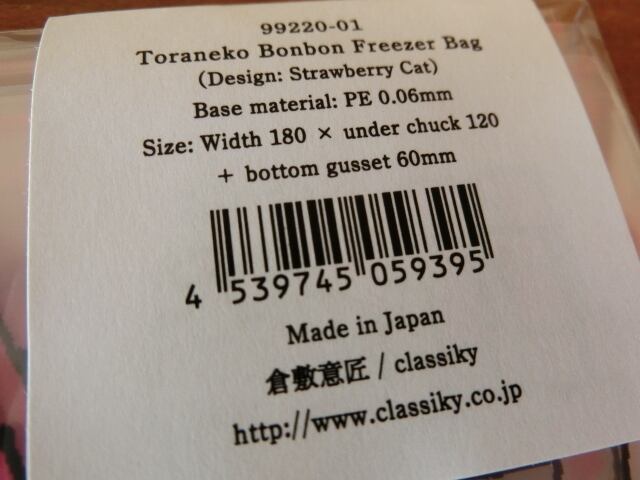 99220-01
Toraneko Bonbon Freezer Bag
(Design: Strawberry Cat)
Base material: PE 0.06mm
Size: Width 180 × under chuck 120
+ bottom gusset 60mm
4 539745 059395
Made in Japan
倉敷意匠 / classiky
http://www.classiky.co.jp